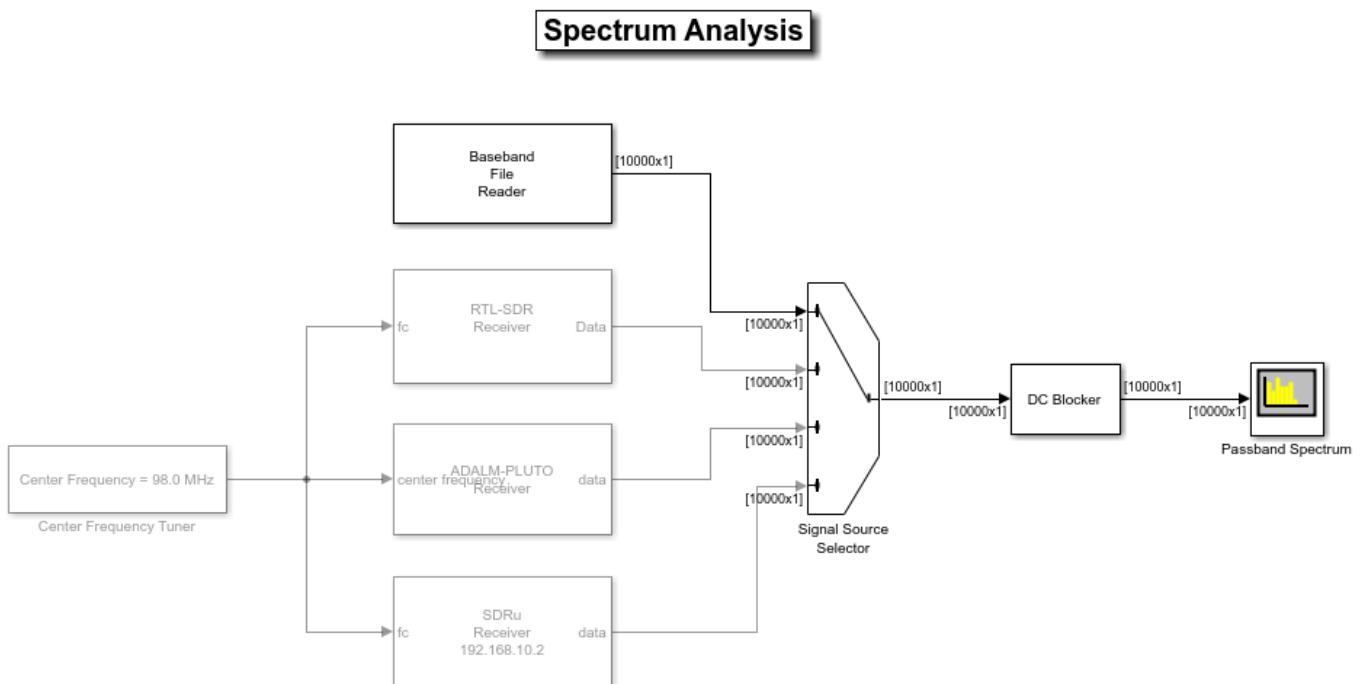 Spectrum Analysis
Baseband
File
Reader
[10000x1]
RTL-SDR
Receiver
fc
Data
[10000x1]
[10000x1]
ADALM-PLUTO
Receiver
center frequency
data
[10000x1]
SDRu
Receiver
192.168.10.2
fc
data
[10000x1]
Center Frequency = 98.0 MHz
Center Frequency Tuner
Signal Source
Selector
[10000x1]
[10000x1]
DC Blocker
[10000x1]
[10000x1]
Passband Spectrum